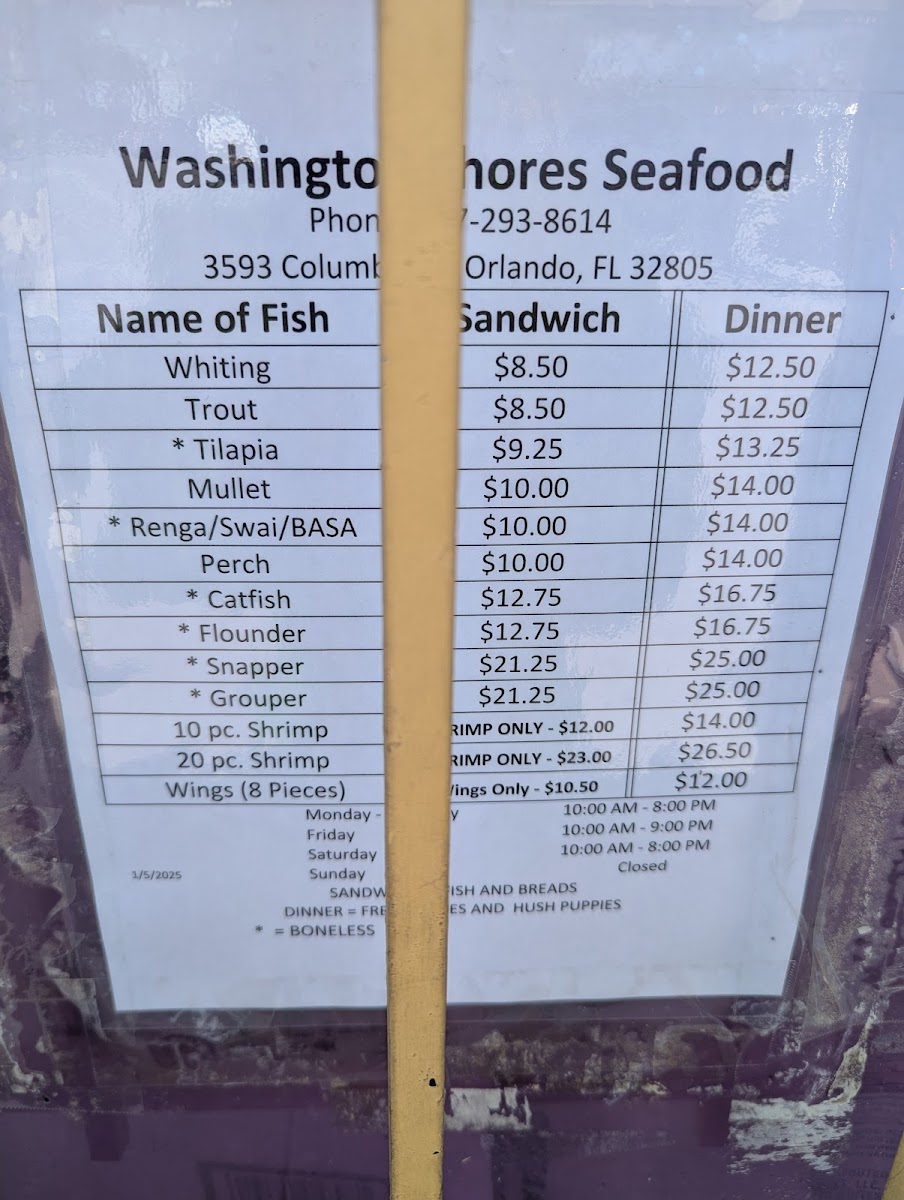 Washingto hores Seafood
Phon 7-293-8614
3593 Columb Orlando, FL 32805
Name of Fish Sandwich Dinner
Whiting $8.50 $12.50
Trout $8.50 $12.50
* Tilapia $9.25 $13.25
Mullet $10.00 $14.00
* Renga/Swai/BASA $10.00 $14.00
Perch $10.00 $14.00
* Catfish $12.75 $16.75
* Flounder $12.75 $16.75
* Snapper $21.25 $25.00
* Grouper $21.25 $25.00
10 pc. Shrimp RIMP ONLY - $12.00 $14.00
20 pc. Shrimp RIMP ONLY - $23.00 $26.50
Wings (8 Pieces) ings Only - $10.50 $12.00
Monday - y 10:00 AM - 8:00 PM
Friday 10:00 AM - 9:00 PM
Saturday 10:00 AM - 8:00 PM
1/5/2025 Sunday Closed
SANDW ISH AND BREADS
DINNER = FRE ES AND HUSH PUPPIES
* = BONELESS